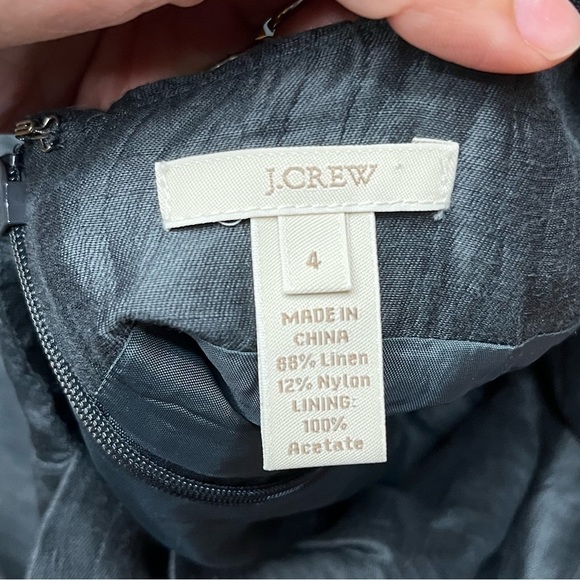 J.CREW
4
MADE IN
CHINA
88% Linen
12% Nylon
LINING:
100%
Acetate